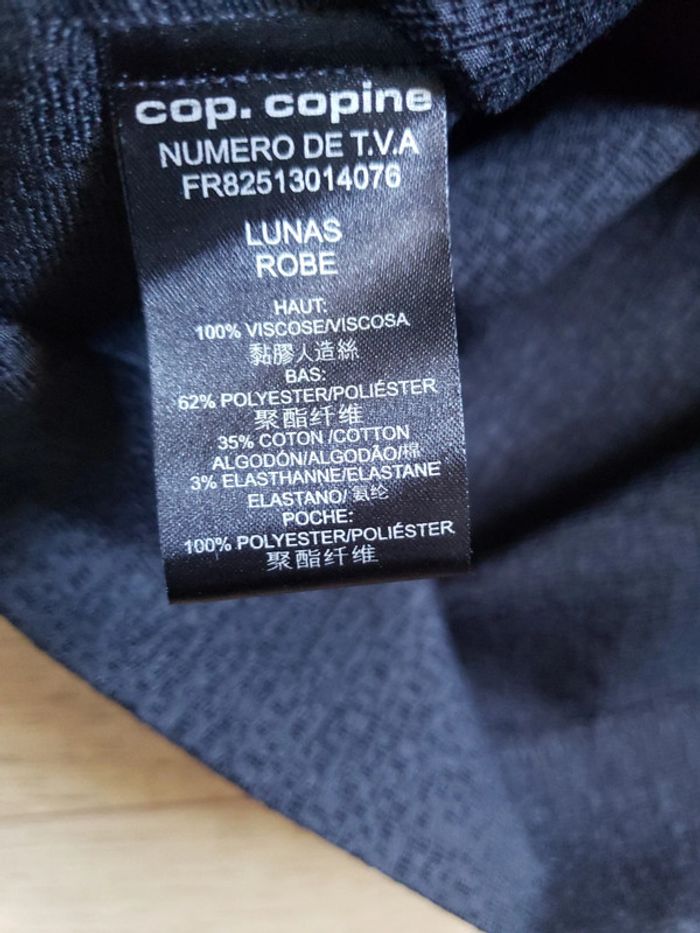 cop. copine
NUMERO DE T.V.A
FR82513014076
LUNAS
ROBE
HAUT:
100% VISCOSE/VISCOSA
黏膠人造絲
BAS:
62% POLYESTER/POLIÉSTER
聚酯纤维
35% COTON /COTTON
ALGODÓN/ALGODÃO/棉
3% ELASTHANNE/ELASTANE
ELASTANO/ 氨纶
POCHE:
100% POLYESTER/POLIÉSTER
聚酯纤维